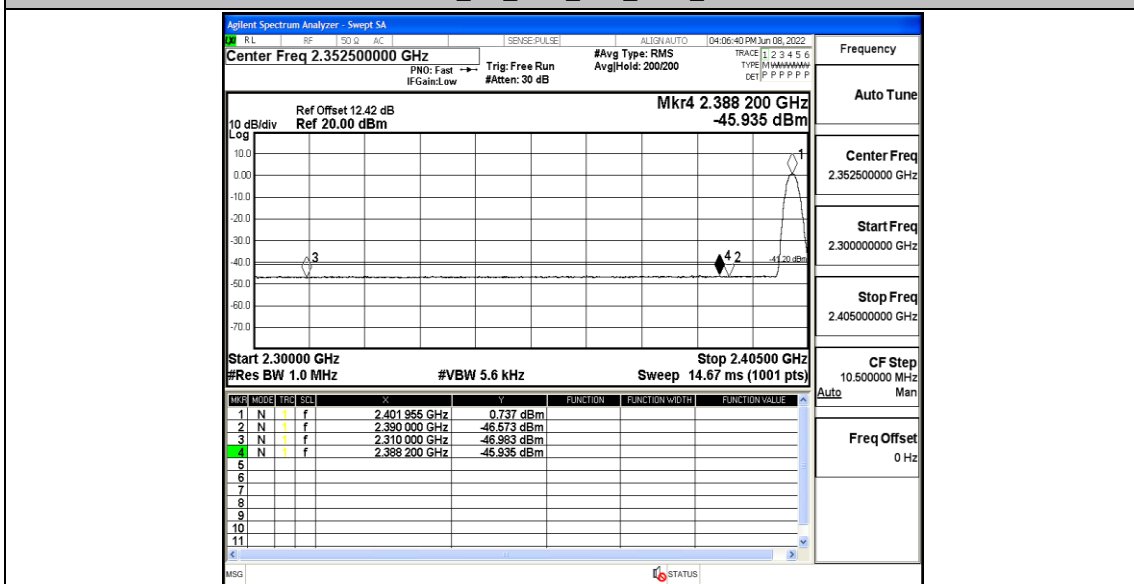 Agilent Spectrum Analyzer - Swept SA
RL RF 50 Ω AC SENSE:PULSE ALIGNAUTO 04:06:40 PM Jun 08, 2022
Center Freq 2.352500000 GHz
PNO: Fast
IFGain:Low
Trig: Free Run
#Atten: 30 dB
#Avg Type: RMS
Avg|Hold: 200/200
TRACE 1 2 3 4 5 6
TYPE M
DET P P P P P P
Ref Offset 12.42 dB
10 dB/div Ref 20.00 dBm
Log
Mkr4 2.388 200 GHz
-45.935 dBm
10.0
0.00
-10.0
-20.0
-30.0
-40.0
-50.0
-60.0
-70.0
1
3
4 2
-41.20 dBm
Start 2.30000 GHz Stop 2.40500 GHz
#Res BW 1.0 MHz #VBW 5.6 kHz Sweep 14.67 ms (1001 pts)
MKR MODE TRC SCL X Y FUNCTION FUNCTION WIDTH FUNCTION VALUE
1 N 1 f 2.401 955 GHz 0.737 dBm
2 N 1 f 2.390 000 GHz -46.573 dBm
3 N 1 f 2.310 000 GHz -46.983 dBm
4 N 1 f 2.388 200 GHz -45.935 dBm
5
6
7
8
9
10
11
MSG STATUS
Frequency
Auto Tune
Center Freq
2.352500000 GHz
Start Freq
2.300000000 GHz
Stop Freq
2.405000000 GHz
CF Step
10.500000 MHz
Auto Man
Freq Offset
0 Hz